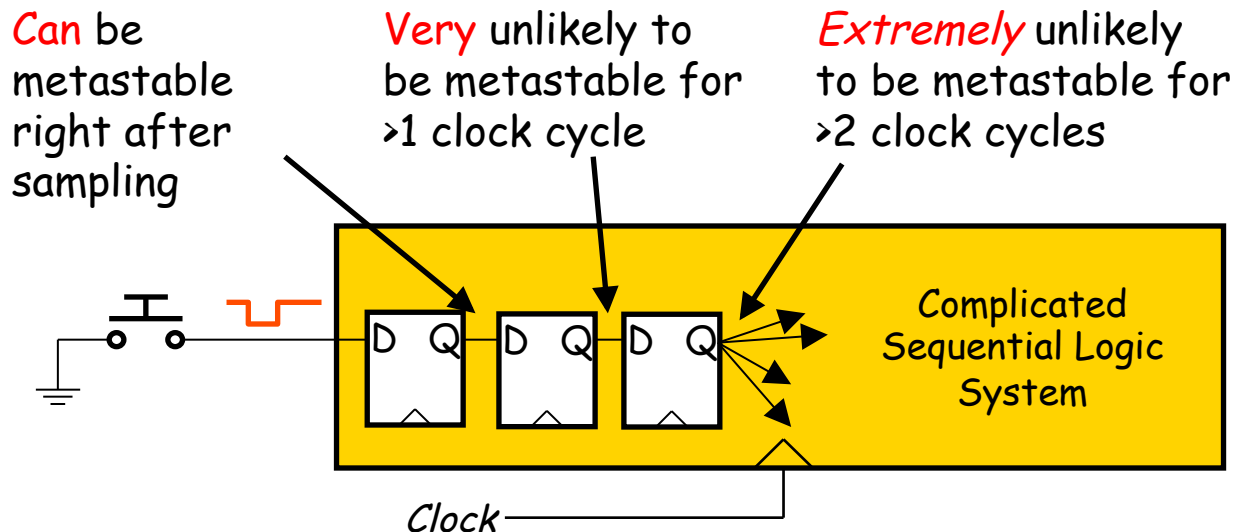 Can be
metastable
right after
sampling
Very unlikely to
be metastable for
>1 clock cycle
Extremely unlikely
to be metastable for
>2 clock cycles
D Q D Q D Q
Complicated
Sequential Logic
System
Clock